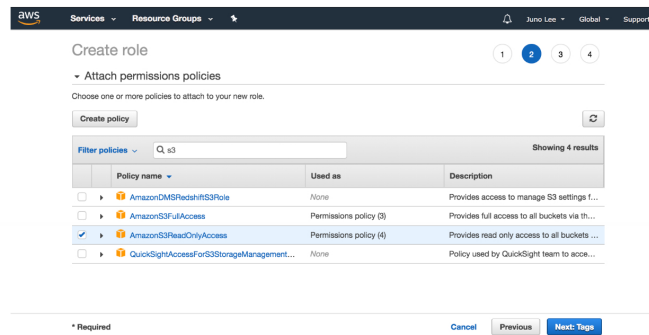 aws Services Resource Groups Juno Lee Global Support
Create role 1 2 3 4
Attach permissions policies
Choose one or more policies to attach to your new role.
Create policy
Filter policies s3 Showing 4 results
Policy name Used as Description
AmazonDMSRedshiftS3Role None Provides access to manage S3 settings f...
AmazonS3FullAccess Permissions policy (3) Provides full access to all buckets via th...
AmazonS3ReadOnlyAccess Permissions policy (4) Provides read only access to all buckets ...
QuickSightAccessForS3StorageManagement... None Policy used by QuickSight team to acce...
* Required Cancel Previous Next: Tags